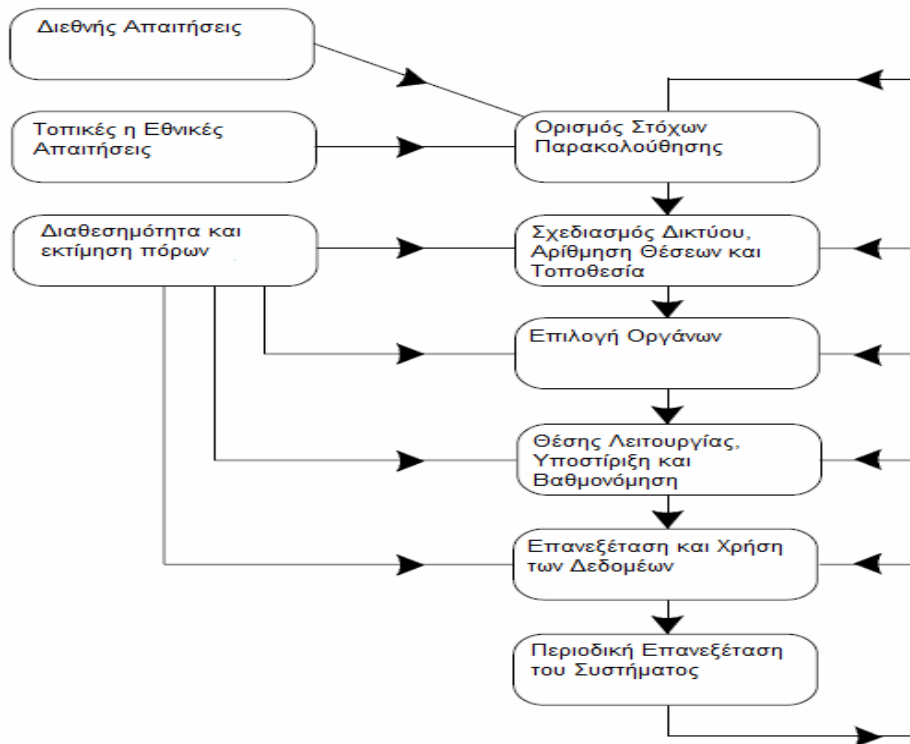 Διεθνής Απαιτήσεις
Τοπικές η Εθνικές
Απαιτήσεις
Διαθεσημότητα και
εκτίμηση πόρων
Ορισμός Στόχων
Παρακολούθησης
Σχεδιασμός Δικτύου,
Αρίθμηση Θέσεων και
Τοποθεσία
Επιλογή Οργάνων
Θέσης Λειτουργίας,
Υποστίριξη και
Βαθμονόμηση
Επανεξέταση και Χρήση
των Δεδομέων
Περιοδική Επανεξέταση
του Συστήματος